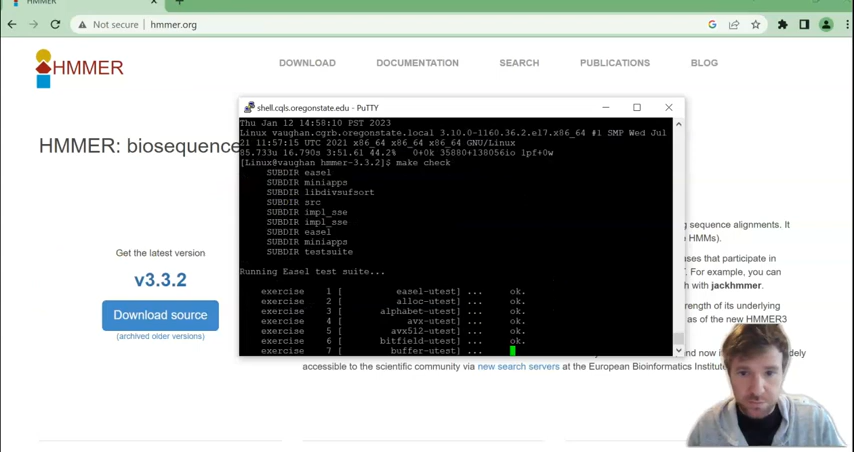 HMMER
Not secure
hmmer.org
HMMER
DOWNLOAD
DOCUMENTATION
SEARCH
PUBLICATIONS
BLOG
HMMER: biosequence
Get the latest version
v3.3.2
Download source
(archived older versions)
shell.cqls.oregonstate.edu - PuTTY
Thu Jan 12 14:58:10 PST 2023
Linux vaughan.cgrb.oregonstate.local 3.10.0-1160.36.2.el7.x86_64 #1 SMP Wed Jul
21 11:57:15 UTC 2021 x86_64 x86_64 x86_64 GNU/Linux
85.733u 16.790s 3:51.61 44.2% 0+0k 35880+138056io 1pf+0w
[Linux@vaughan hmmer-3.3.2]$ make check
SUBDIR easel
SUBDIR miniapps
SUBDIR libdivsufsort
SUBDIR src
SUBDIR impl_sse
SUBDIR impl_sse
SUBDIR easel
SUBDIR miniapps
SUBDIR testsuite
Running Easel test suite...
exercise 1 [ easel-utest] ... ok.
exercise 2 [ alloc-utest] ... ok.
exercise 3 [ alphabet-utest] ... ok.
exercise 4 [ avx-utest] ... ok.
exercise 5 [ avx512-utest] ... ok.
exercise 6 [ bitfield-utest] ... ok.
exercise 7 [ buffer-utest] ...
g sequence alignments. It
HMMs).
ases that participate in
For example, you can
h with jackhmmer.
rength of its underlying
as of the new HMMER3
and now i
dely
accessible to the scientific community via new search servers at the European Bioinformatics Institute